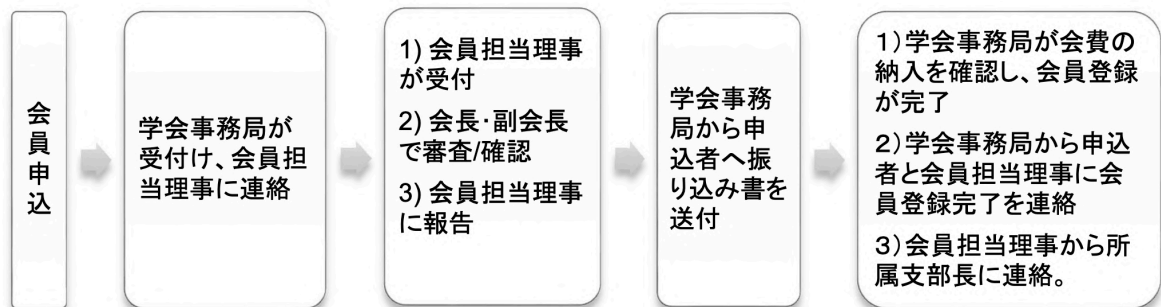 会員申込
学会事務局が
受付け、会員担
当理事に連絡
1) 会員担当理事
が受付
2) 会長･副会長
で審査/確認
3) 会員担当理事
に報告
学会事務
局から申
込者へ振
り込み書を
送付
１）学会事務局が会費の
納入を確認し、会員登録
が完了
２）学会事務局から申込
者と会員担当理事に会
員登録完了を連絡
３）会員担当理事から所
属支部長に連絡。